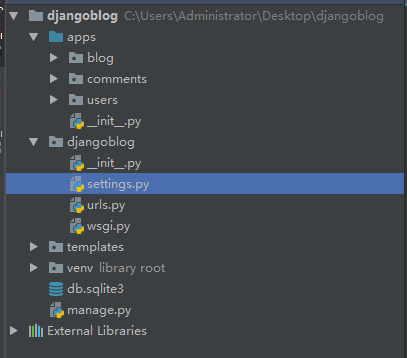 djangoblog C:\Users\Administrator\Desktop\djangoblog
apps
blog
comments
users
__init__.py
djangoblog
__init__.py
settings.py
urls.py
wsgi.py
templates
venv library root
db.sqlite3
manage.py
External Libraries